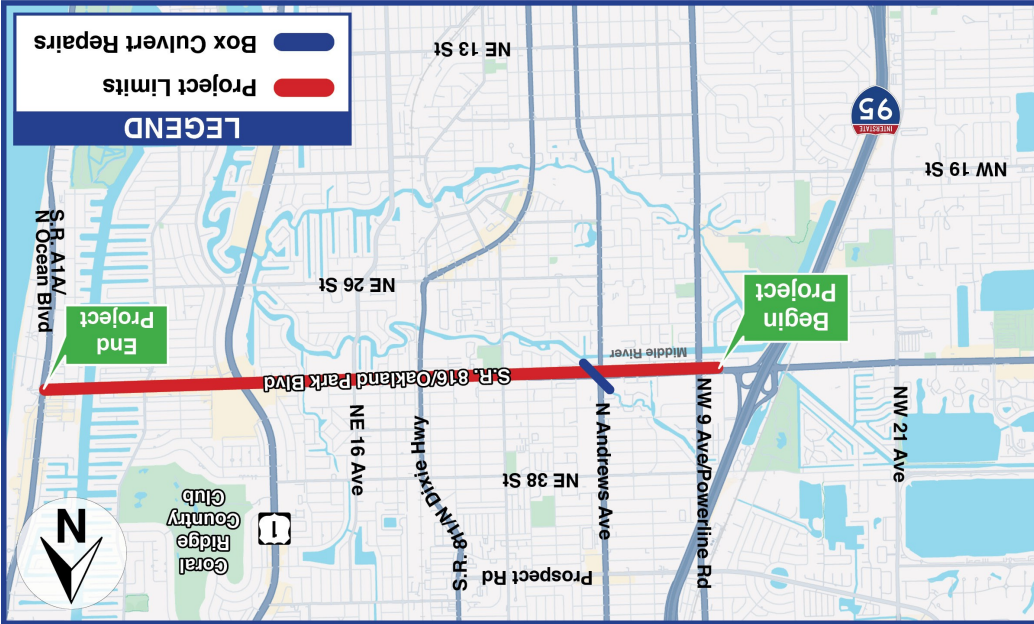 Prospect Rd
S.R. 811/N Dixie Hwy
1
Coral
Ridge
Country
Club
N
NW 21 Ave
NW 9 Ave/Powerline Rd
N Andrews Ave
NE 38 St
NE 16 Ave
S.R. 816/Oakland Park Blvd
Middle River
Begin
Project
End
Project
NE 26 St
S.R. A1A/
N Ocean Blvd
NW 19 St
INTERSTATE
95
NE 13 St
LEGEND
Project Limits
Box Culvert Repairs